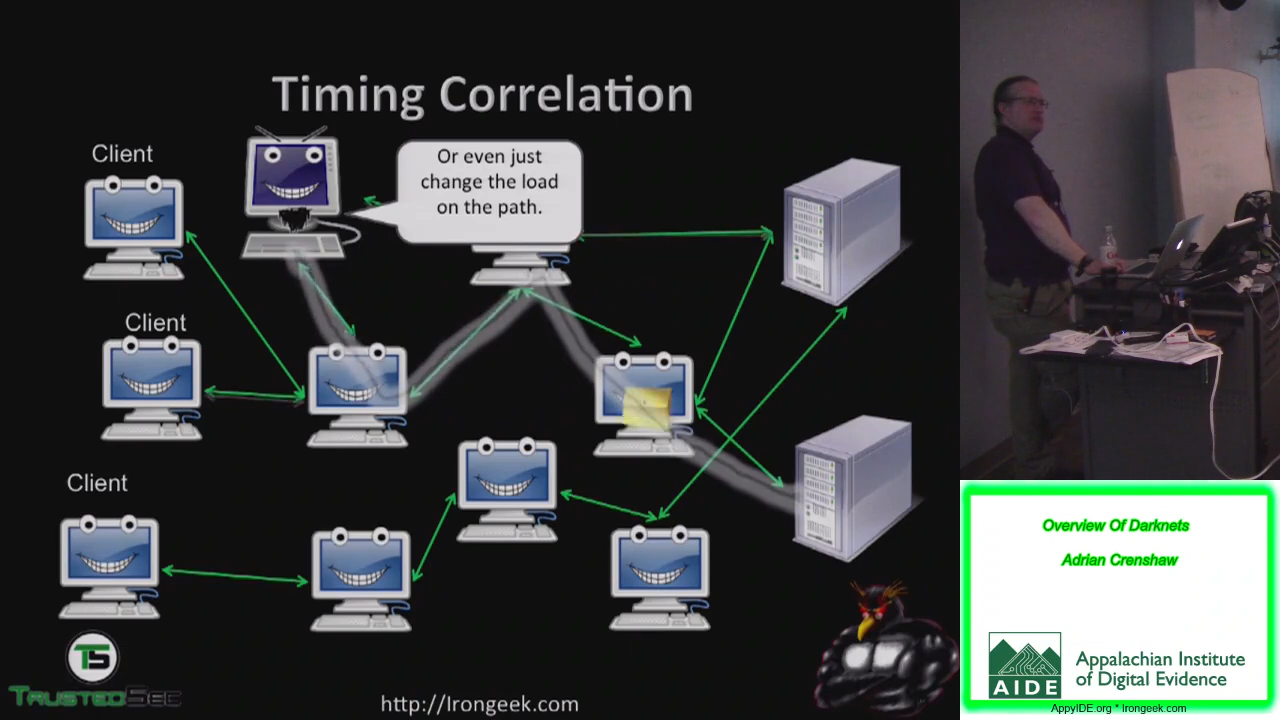 Timing Correlation
Client
Or even just
change the load
on the path.
Client
Client
TS
TRUSTEDSEC
http://Irongeek.com
Overview Of Darknets
Adrian Crenshaw
AIDE
Appalachian Institute
of Digital Evidence
AppyIDE.org * Irongeek.com